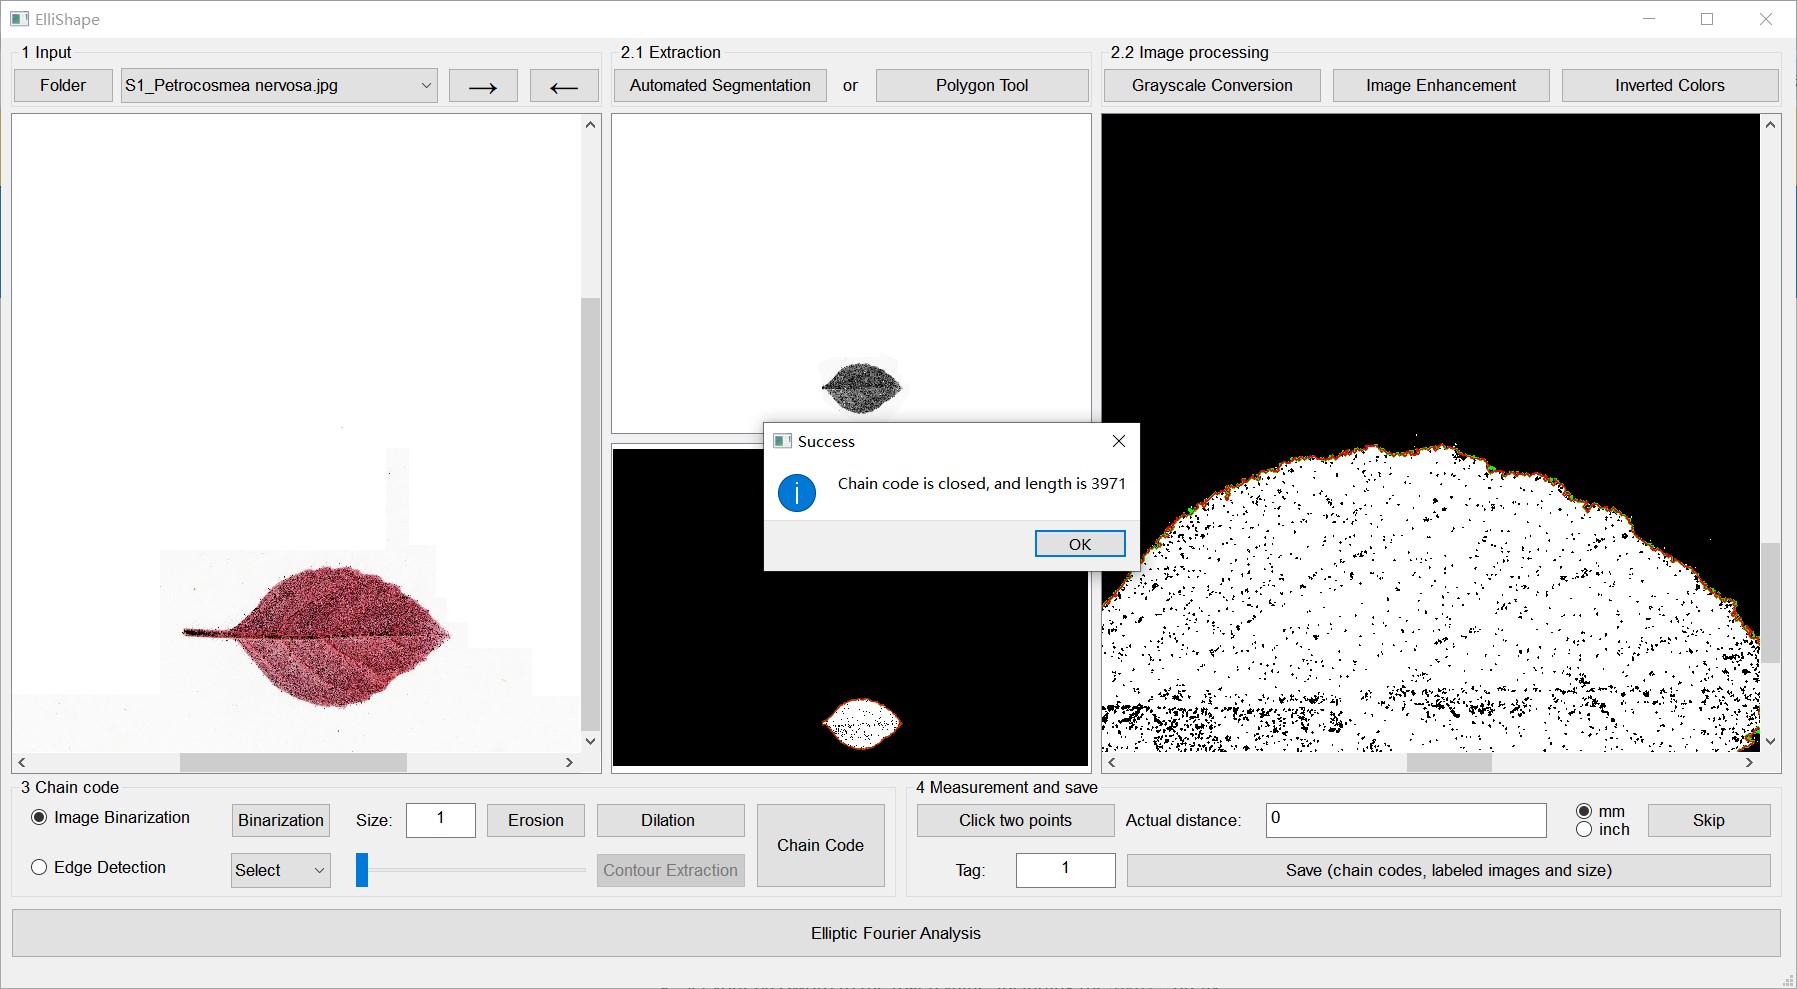 ElliShape
1 Input
Folder
S1_Petrocosmea nervosa.jpg
→
←
2.1 Extraction
Automated Segmentation
or
Polygon Tool
2.2 Image processing
Grayscale Conversion
Image Enhancement
Inverted Colors
Success
Chain code is closed, and length is 3971
OK
3 Chain code
Image Binarization
Binarization
Size:
1
Erosion
Dilation
Chain Code
Edge Detection
Select
Contour Extraction
4 Measurement and save
Click two points
Actual distance:
0
mm
inch
Skip
Tag:
1
Save (chain codes, labeled images and size)
Elliptic Fourier Analysis